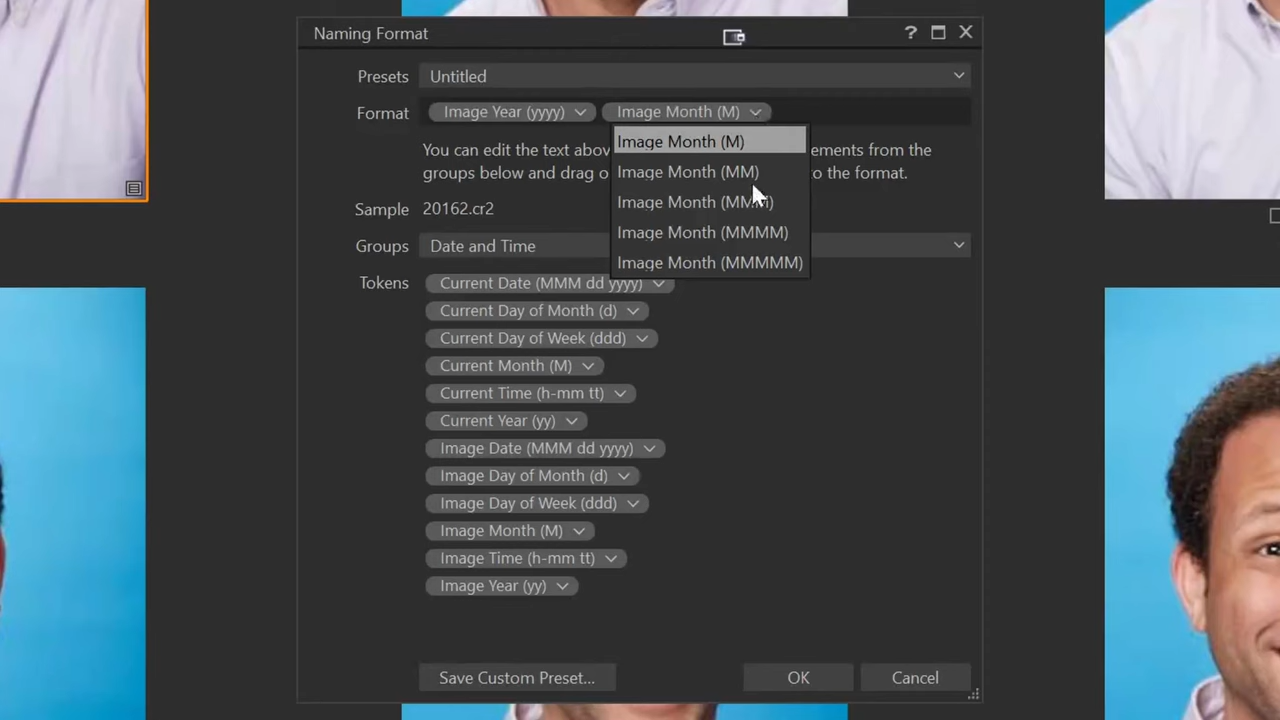 Naming Format
?
Presets Untitled
Format Image Year (yyyy) Image Month (M)
Image Month (M)
Image Month (MM)
Image Month (MMM)
Image Month (MMMM)
Image Month (MMMMM)
You can edit the text abov ements from the
groups below and drag o to the format.
Sample 20162.cr2
Groups Date and Time
Tokens Current Date (MMM dd yyyy)
Current Day of Month (d)
Current Day of Week (ddd)
Current Month (M)
Current Time (h-mm tt)
Current Year (yy)
Image Date (MMM dd yyyy)
Image Day of Month (d)
Image Day of Week (ddd)
Image Month (M)
Image Time (h-mm tt)
Image Year (yy)
Save Custom Preset... OK Cancel